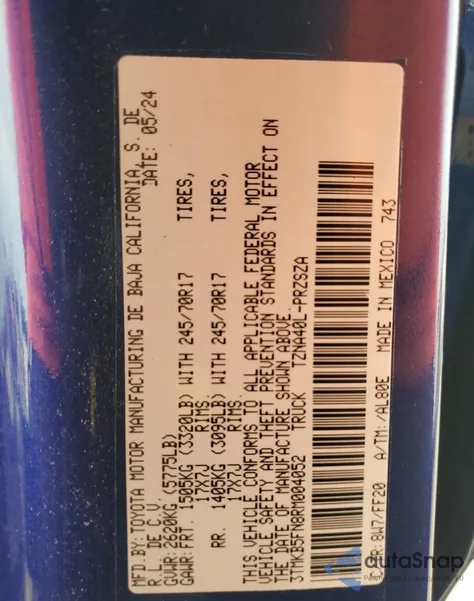 MFD.BY:TOYOTA MOTOR MANUFACTURING DE BAJA CALIFORNIA, S. DE
R.L. DE C.V. DATE: 05/24
GVWR:2620KG (5775LB)
GAWR:FRT. 1505KG (3320LB) WITH 245/70R17 TIRES,
17X7J RIMS.
RR. 1405KG (3095LB) WITH 245/70R17 TIRES,
17X7J RIMS.
THIS VEHICLE CONFORMS TO ALL APPLICABLE FEDERAL MOTOR
VEHICLE SAFETY AND THEFT PREVENTION STANDARDS IN EFFECT ON
THE DATE OF MANUFACTURE SHOWN ABOVE.
3TMKB5FN8RM004052 TRUCK TZNA40L-PRZSZA
C/TR:8W7/FF20 A/TM:/AL80E MADE IN MEXICO 743
autoSnap